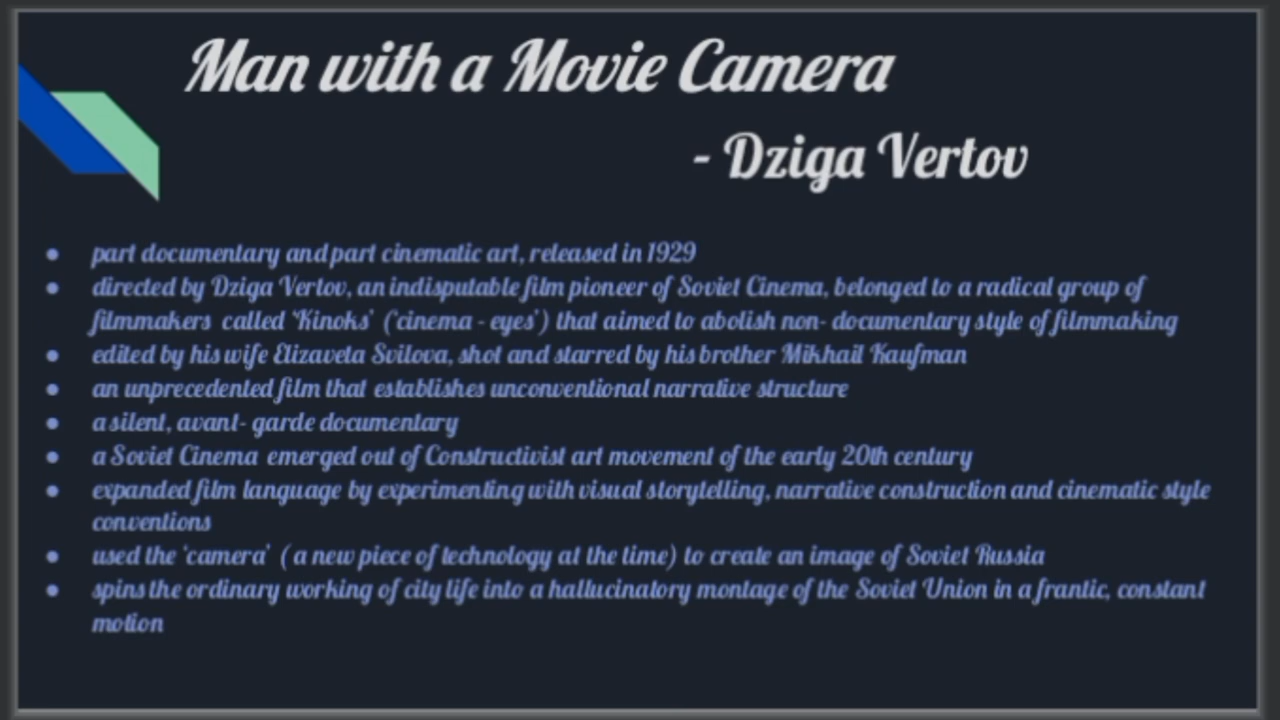 Man with a Movie Camera
- Dziga Vertov
● part documentary and part cinematic art, released in 1929
● directed by Dziga Vertov, an indisputable film pioneer of Soviet Cinema, belonged to a radical group of
filmmakers called 'Kinoks' ('cinema - eyes') that aimed to abolish non- documentary style of filmmaking
● edited by his wife Elizaveta Svilova, shot and starred by his brother Mikhail Kaufman
● an unprecedented film that establishes unconventional narrative structure
● a silent, avant- garde documentary
● a Soviet Cinema emerged out of Constructivist art movement of the early 20th century
● expanded film language by experimenting with visual storytelling, narrative construction and cinematic style
conventions
● used the 'camera' ( a new piece of technology at the time) to create an image of Soviet Russia
● spins the ordinary working of city life into a hallucinatory montage of the Soviet Union in a frantic, constant
motion